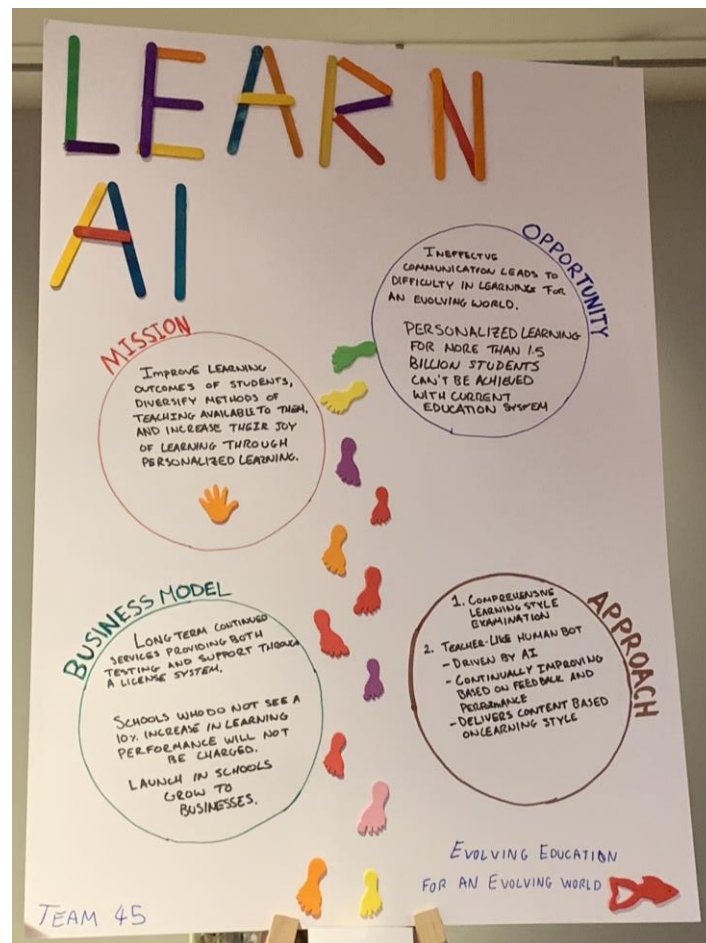 LEARN
AI
OPPORTUNITY
INEFFECTIVE
COMMUNICATION LEADS TO
DIFFICULTY IN LEARNING FOR
AN EVOLVING WORLD.
PERSONALIZED LEARNING
FOR MORE THAN 1.5
BILLION STUDENTS
CAN'T BE ACHIEVED
WITH CURRENT
EDUCATION SYSTEM
MISSION
IMPROVE LEARNING
OUTCOMES OF STUDENTS,
DIVERSIFY METHODS OF
TEACHING AVAILABLE TO THEM,
AND INCREASE THEIR JOY
OF LEARNING THROUGH
PERSONALIZED LEARNING.
BUSINESS MODEL
LONG TERM CONTINUED
SERVICES PROVIDING BOTH
TESTING AND SUPPORT THROUGH
A LICENSE SYSTEM.
SCHOOLS WHO DO NOT SEE A
10% INCREASE IN LEARNING
PERFORMANCE WILL NOT
BE CHARGED.
LAUNCH IN SCHOOLS
GROW TO
BUSINESSES.
APPROACH
1. COMPREHENSIVE
LEARNING STYLE
EXAMINATION
2. TEACHER-LIKE HUMAN BOT
- DRIVEN BY AI
- CONTINUALLY IMPROVING
BASED ON FEEDBACK AND
PERFORMANCE
- DELIVERS CONTENT BASED
ON LEARNING STYLE
EVOLVING EDUCATION
FOR AN EVOLVING WORLD
TEAM 45